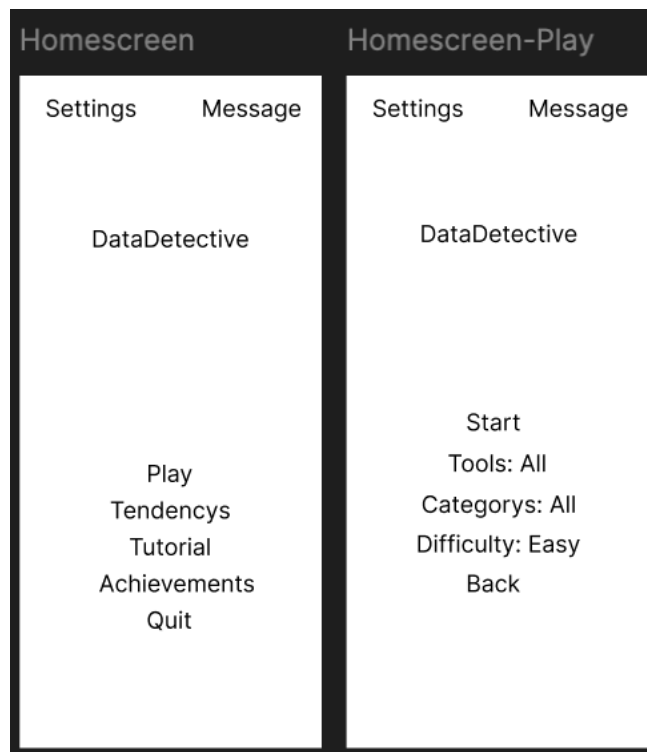 Homescreen
Settings Message
DataDetective
Play
Tendencys
Tutorial
Achievements
Quit
Homescreen-Play
Settings Message
DataDetective
Start
Tools: All
Categorys: All
Difficulty: Easy
Back